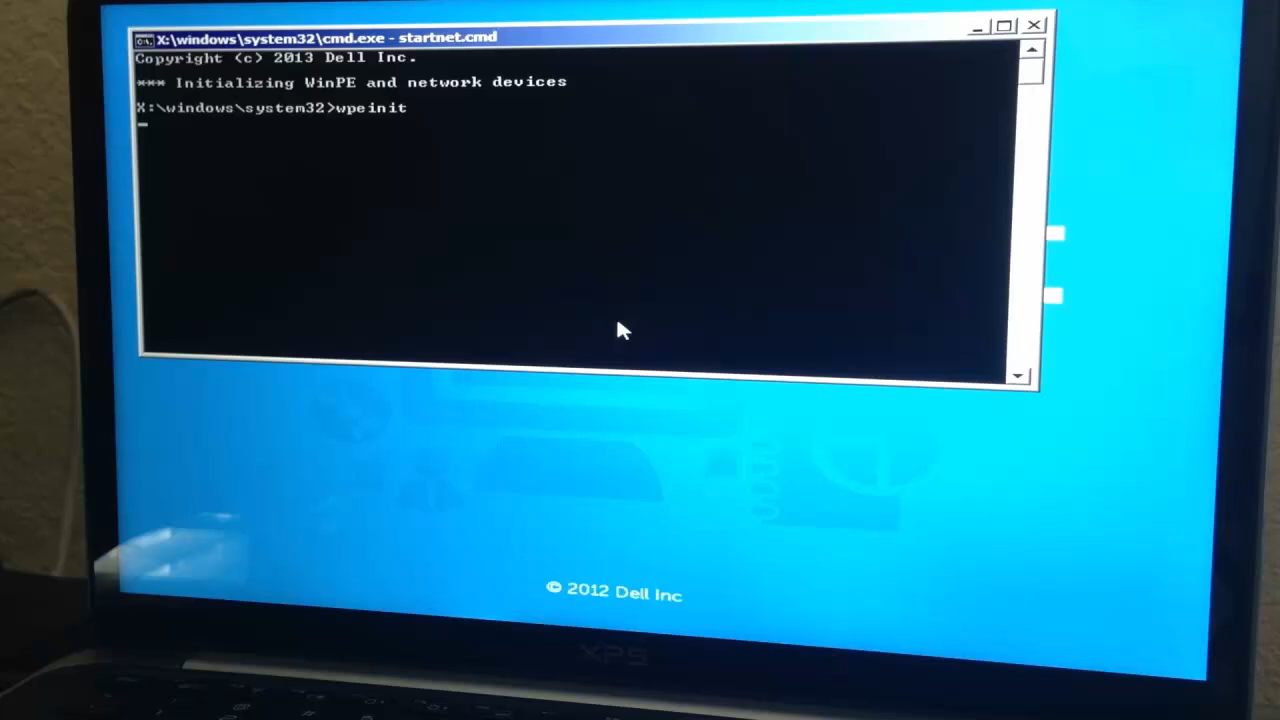 X:\windows\system32\cmd.exe - startnet.cmd
Copyright (c) 2013 Dell Inc.
*** Initializing WinPE and network devices
X:\windows\system32>wpeinit
© 2012 Dell Inc
XPS